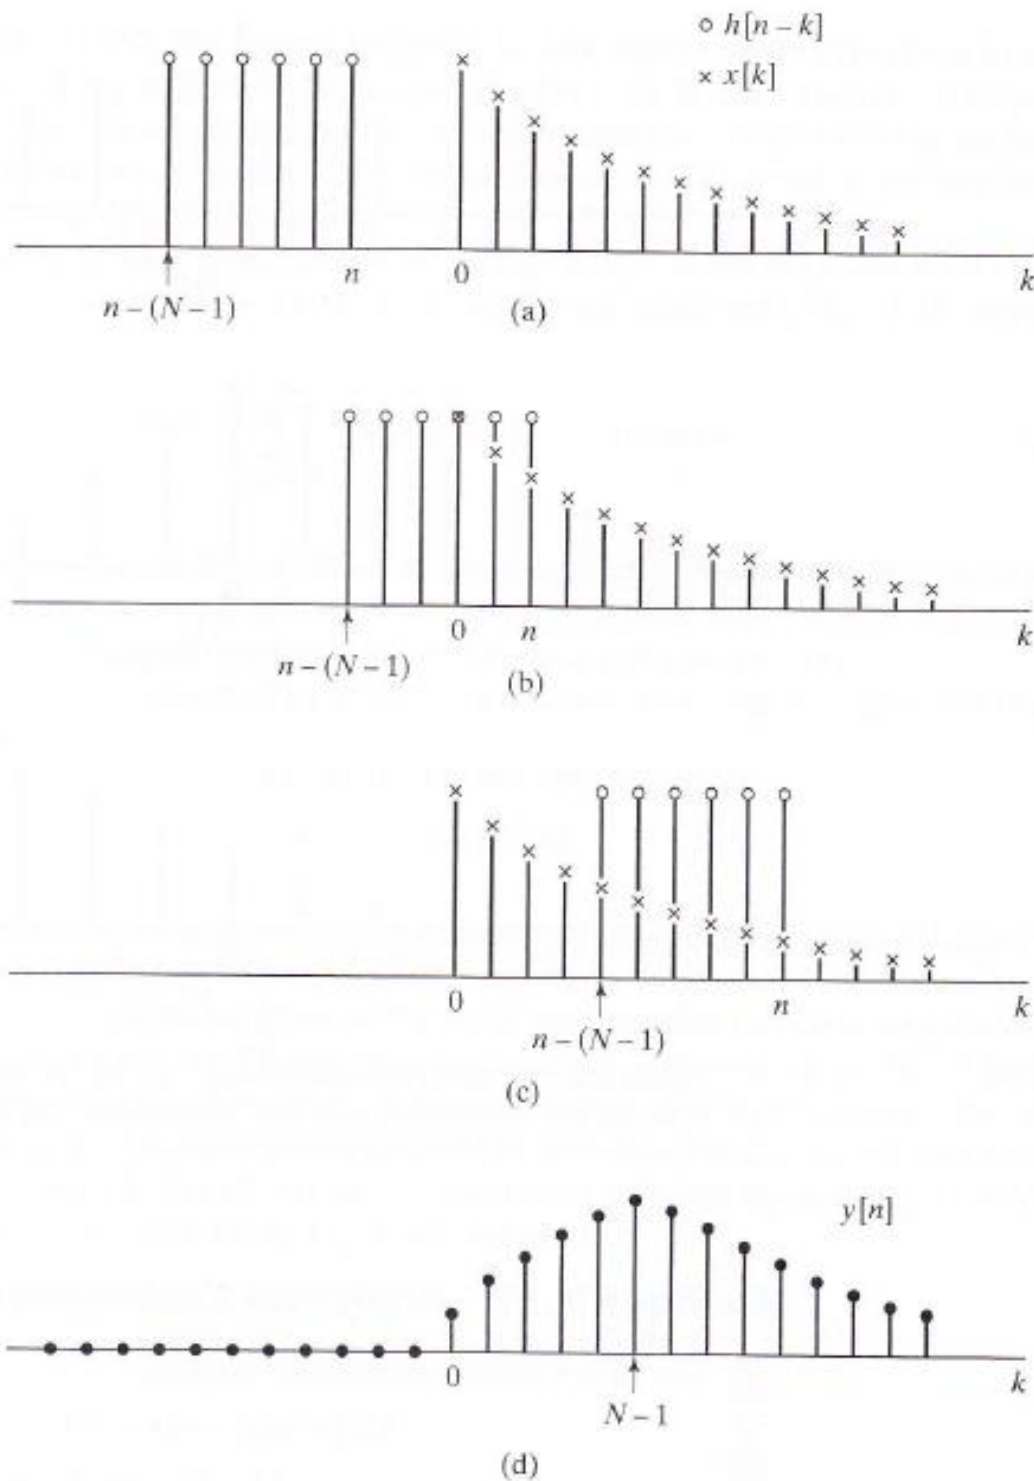 ○ h[n – k]
× x[k]
n 0 k
n – (N – 1)
(a)
0 n k
n – (N – 1)
(b)
0 n k
n – (N – 1)
(c)
y[n]
0 k
N – 1
(d)